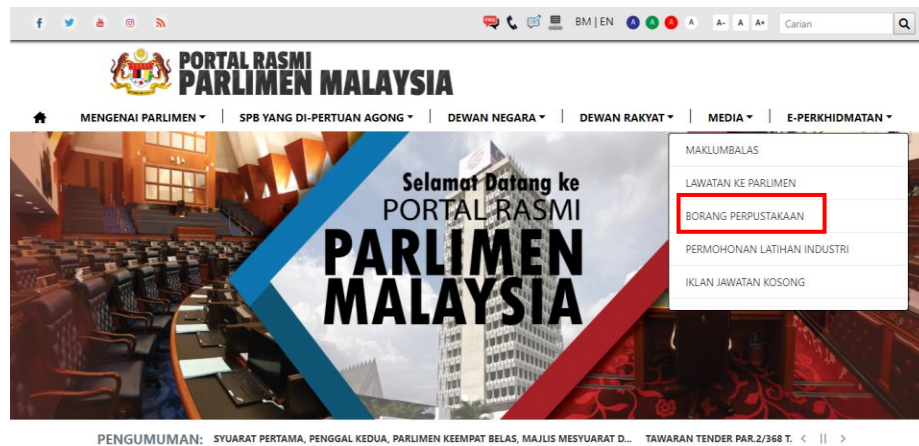 FAQ
BM | EN A A A A A- A A+ Carian
PORTAL RASMI
PARLIMEN MALAYSIA
MENGENAI PARLIMEN SPB YANG DI-PERTUAN AGONG DEWAN NEGARA DEWAN RAKYAT MEDIA E-PERKHIDMATAN
MAKLUMBALAS
LAWATAN KE PARLIMEN
BORANG PERPUSTAKAAN
PERMOHONAN LATIHAN INDUSTRI
IKLAN JAWATAN KOSONG
Selamat Datang ke
PORTAL RASMI
PARLIMEN
MALAYSIA
PENGUMUMAN: SYUARAT PERTAMA, PENGGAL KEDUA, PARLIMEN KEEMPAT BELAS, MAJLIS MESYUARAT D... TAWARAN TENDER PAR.2/368 T.